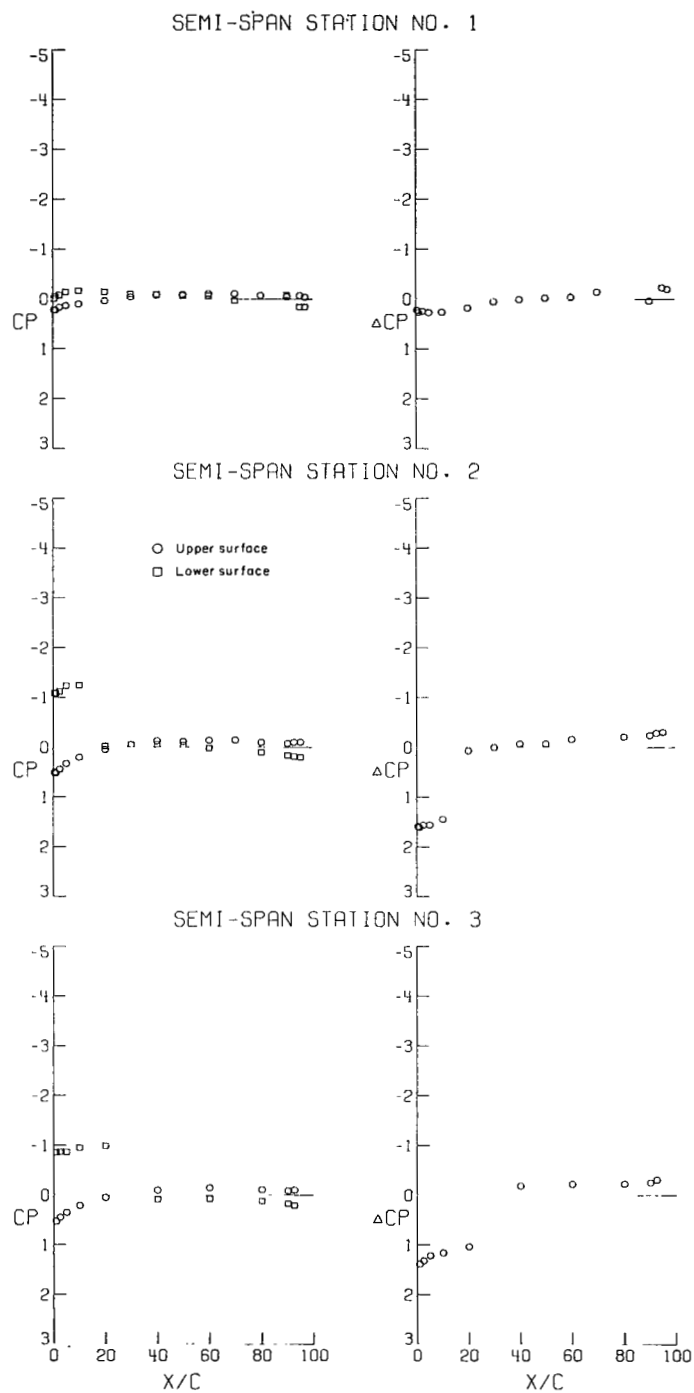 SEMI-SPAN STATION NO. 1
-5 -5
-4 -4
-3 -3
-2 -2
-1 -1
0 0
CP ΔCP
1 1
2 2
3 3
SEMI-SPAN STATION NO. 2
-5 -5
○ Upper surface
-4 -4
□ Lower surface
-3 -3
-2 -2
-1 -1
0 0
CP ΔCP
1 1
2 2
3 3
SEMI-SPAN STATION NO. 3
-5 -5
-4 -4
-3 -3
-2 -2
-1 -1
0 0
CP ΔCP
1 1
2 2
3 3
0 20 40 60 80 100 0 20 40 60 80 100
X/C X/C